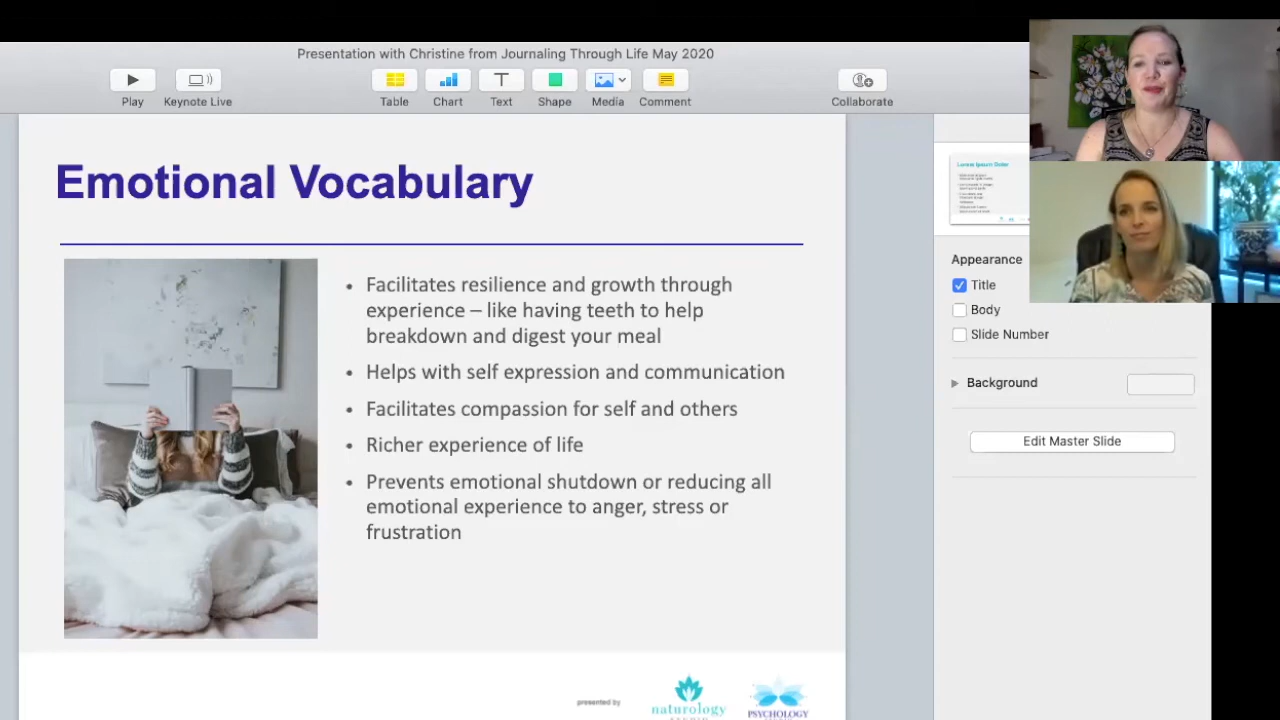 Presentation with Christine from Journaling Through Life May 2020
Play
Keynote Live
Table
Chart
Text
Shape
Media
Comment
Collaborate
Emotional Vocabulary
• Facilitates resilience and growth through
experience – like having teeth to help
breakdown and digest your meal
• Helps with self expression and communication
• Facilitates compassion for self and others
• Richer experience of life
• Prevents emotional shutdown or reducing all
emotional experience to anger, stress or
frustration
presented by
naturology
PSYCHOLOGY
Lorem Ipsum Dolor
Appearance
Title
Body
Slide Number
Background
Edit Master Slide